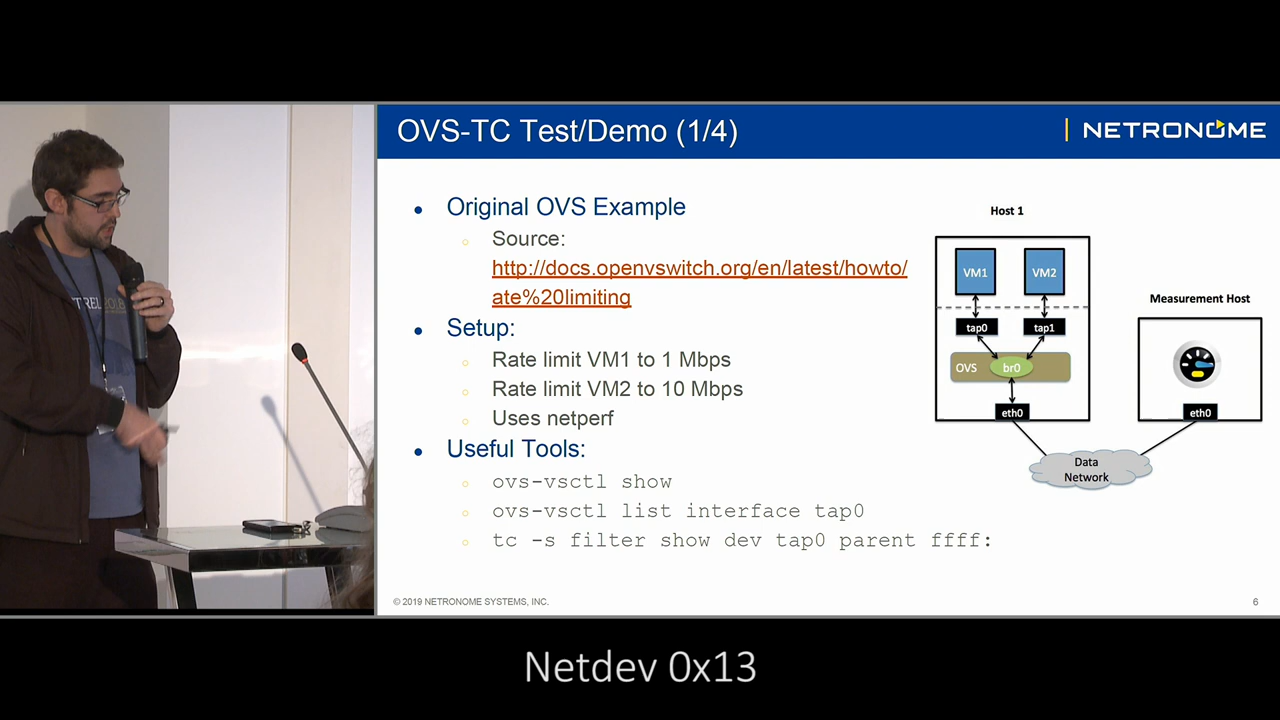 OVS-TC Test/Demo (1/4)
NETRONOME
Original OVS Example
Source:
http://docs.openvswitch.org/en/latest/howto/
ate%20limiting
Setup:
Rate limit VM1 to 1 Mbps
Rate limit VM2 to 10 Mbps
Uses netperf
Useful Tools:
ovs-vsctl show
ovs-vsctl list interface tap0
tc -s filter show dev tap0 parent ffff:
Host 1
VM1
VM2
tap0
tap1
OVS
br0
eth0
Measurement Host
eth0
Data
Network
© 2019 NETRONOME SYSTEMS, INC.
6
Netdev 0x13